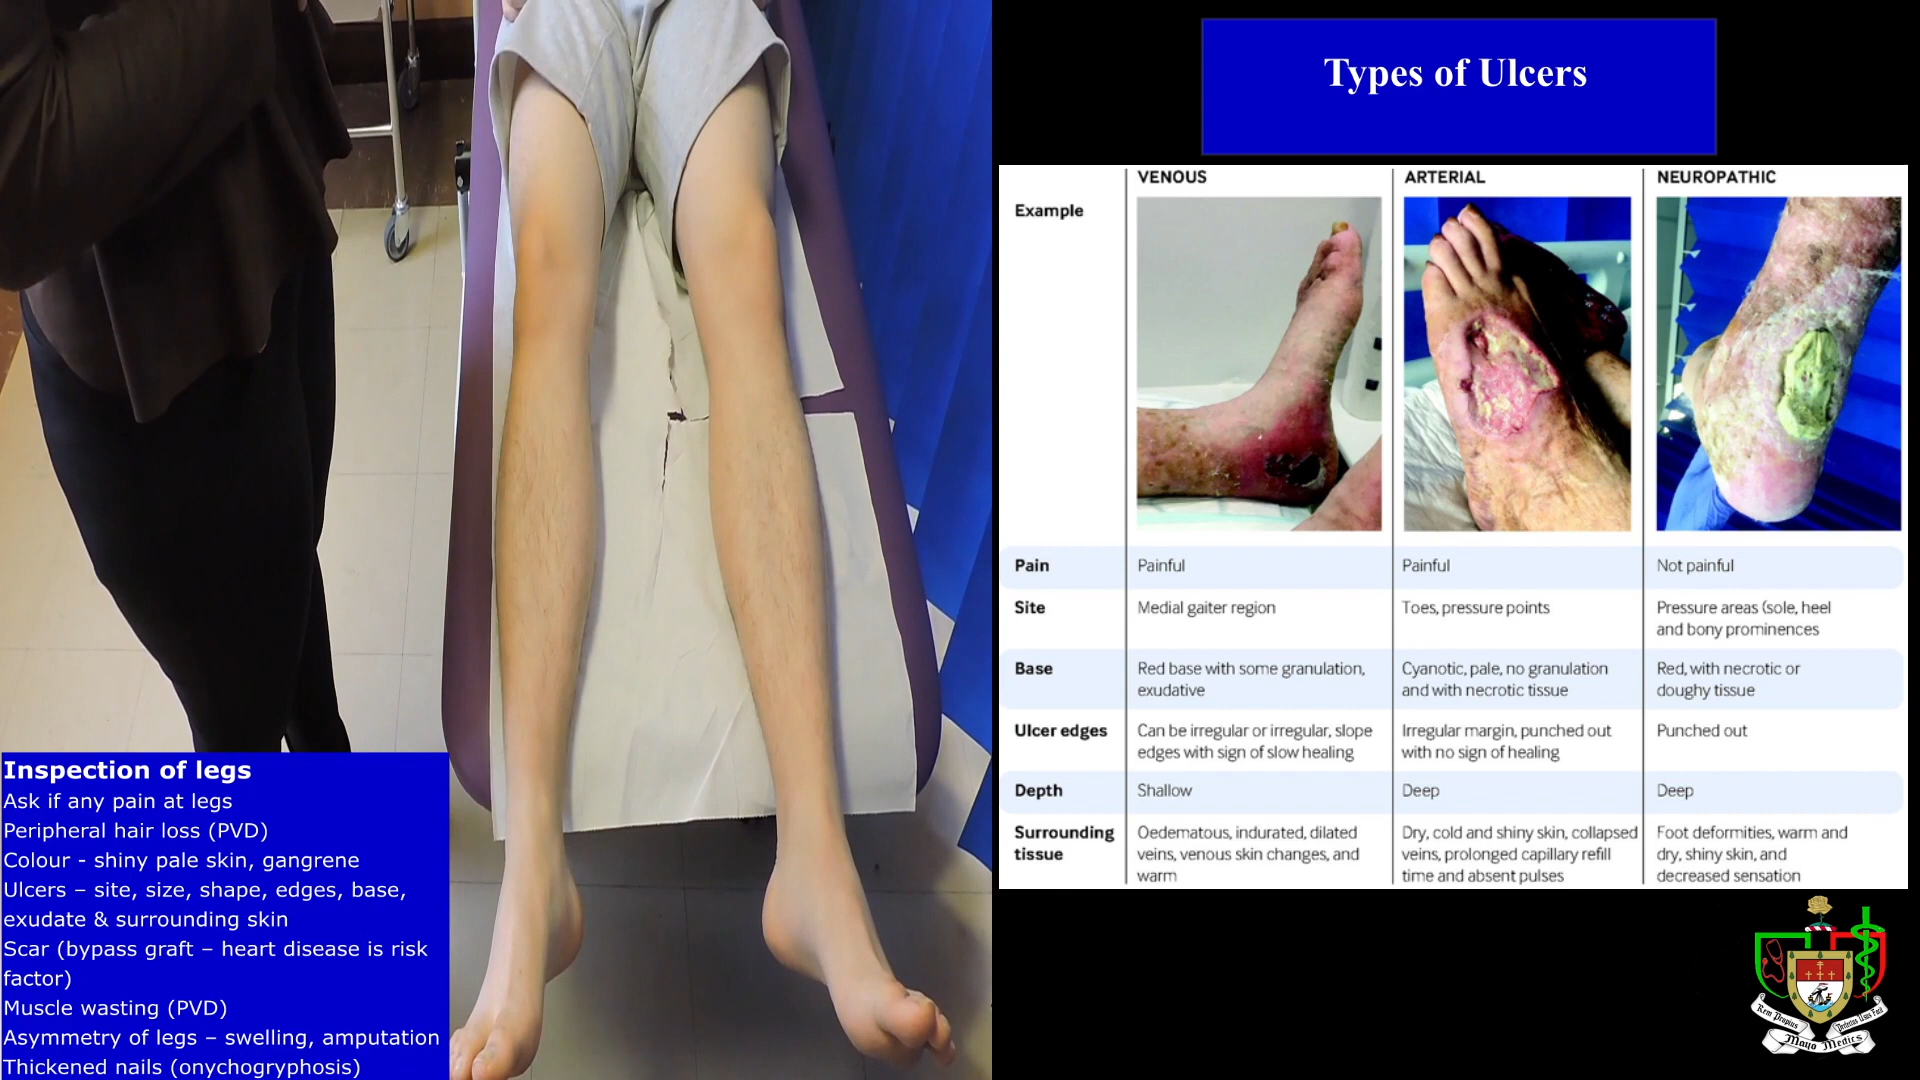 Types of Ulcers
VENOUS
ARTERIAL
NEUROPATHIC
Example
Pain
Painful
Painful
Not painful
Site
Medial gaiter region
Toes, pressure points
Pressure areas (sole, heel
and bony prominences
Base
Red base with some granulation,
exudative
Cyanotic, pale, no granulation
and with necrotic tissue
Red, with necrotic or
doughy tissue
Ulcer edges
Can be irregular or irregular, slope
edges with sign of slow healing
Irregular margin, punched out
with no sign of healing
Punched out
Depth
Shallow
Deep
Deep
Surrounding
tissue
Oedematous, indurated, dilated
veins, venous skin changes, and
warm
Dry, cold and shiny skin, collapsed
veins, prolonged capillary refill
time and absent pulses
Foot deformities, warm and
dry, shiny skin, and
decreased sensation
Inspection of legs
Ask if any pain at legs
Peripheral hair loss (PVD)
Colour - shiny pale skin, gangrene
Ulcers – site, size, shape, edges, base,
exudate & surrounding skin
Scar (bypass graft – heart disease is risk
factor)
Muscle wasting (PVD)
Asymmetry of legs – swelling, amputation
Thickened nails (onychogryphosis)
Mayo Medics